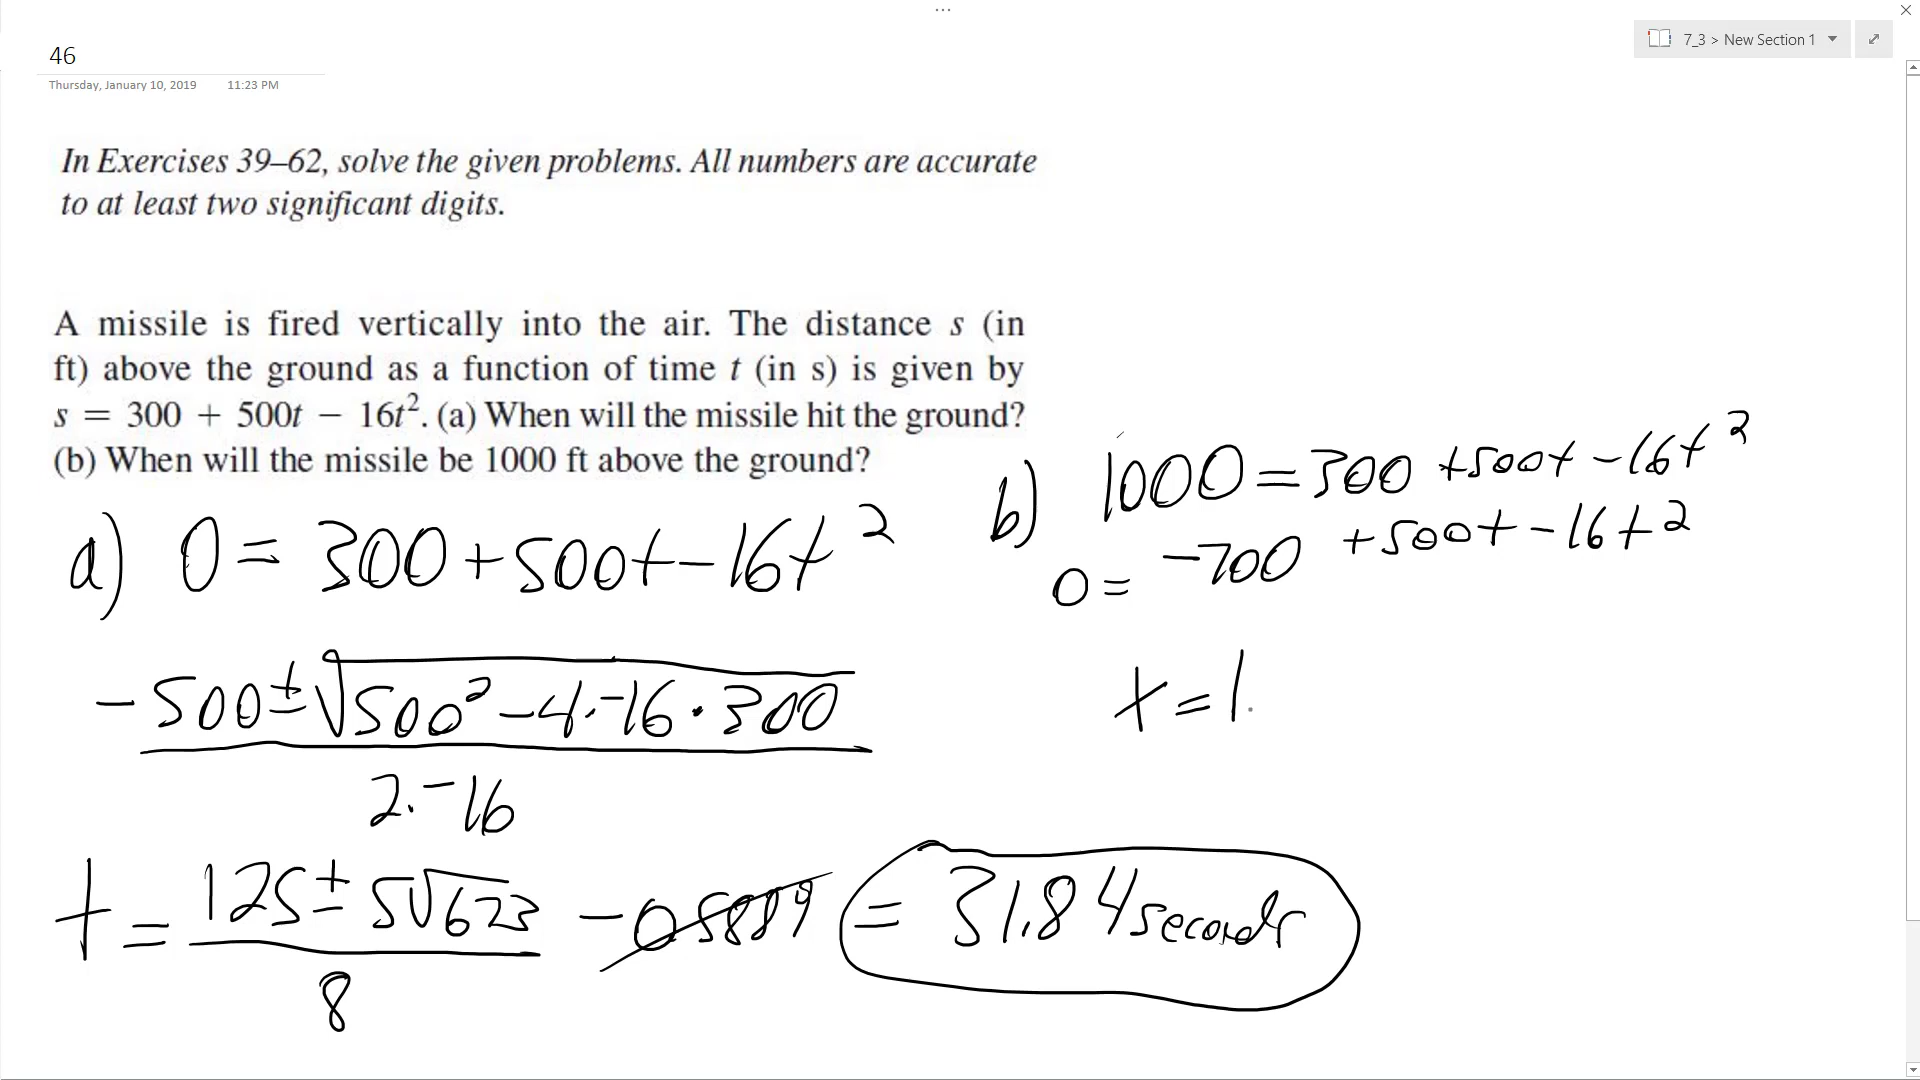 ...
7_3 > New Section 1
46
Thursday, January 10, 2019 11:23 PM
In Exercises 39–62, solve the given problems. All numbers are accurate
to at least two significant digits.
A missile is fired vertically into the air. The distance s (in
ft) above the ground as a function of time t (in s) is given by
s = 300 + 500t − 16t². (a) When will the missile hit the ground?
(b) When will the missile be 1000 ft above the ground?
a) 0 = 300+500t−16t²
−500±√500²−4·−16·300
2·−16
t = 125±5√673
8
−0.5889
= 31.84 seconds
b) 1000 = 300 +500t −16t²
0 = −700 +500t −16t²
t = 1.